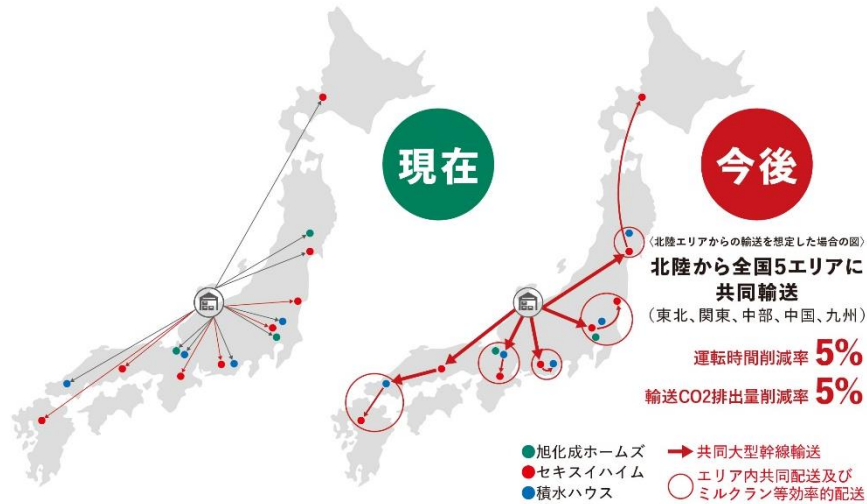 現在
今後
〈北陸エリアからの輸送を想定した場合の図〉
北陸から全国5エリアに
共同輸送
(東北、関東、中部、中国、九州)
運転時間削減率 5%
輸送CO2排出量削減率 5%
旭化成ホームズ
セキスイハイム
積水ハウス
共同大型幹線輸送
エリア内共同配送及び
ミルクラン等効率的配送